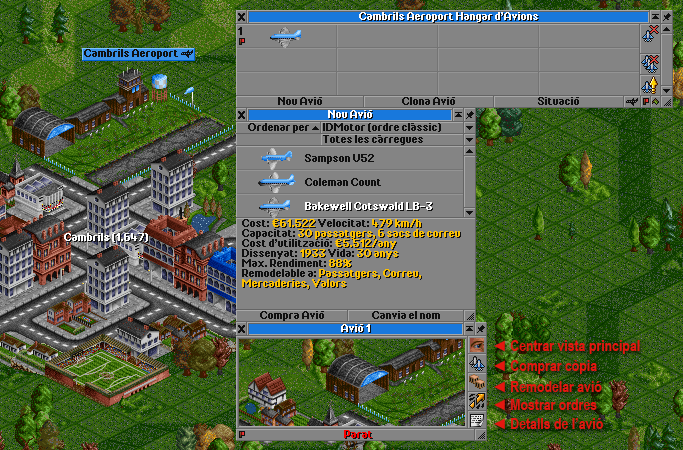 Cambrils Aeroport Hangar d'Avions
Cambrils Aeroport
1
P
Nou Avió
Clona Avió
Situació
P
Nou Avió
Ordenar per
IDMotor (ordre clàssic)
Totes les càrregues
Sampson U52
Coleman Count
Bakewell Cotswald LB-3
Cambrils (1,647)
Cost: €61.522 Velocitat: 479 km/h
Capacitat: 30 passatgers, 6 sacs de correu
Cost d'utilització: €5.512/any
Dissenyat: 1933 Vida: 30 anys
Max. Rendiment: 88%
Remodelable a: Passatgers, Correu,
Mercaderies, Valors
Compra Avió
Canvia el nom
Avió 1
Centrar vista principal
Comprar copia
Remodelar avio
Mostrar ordres
Detalls de l'avió
P
Parat